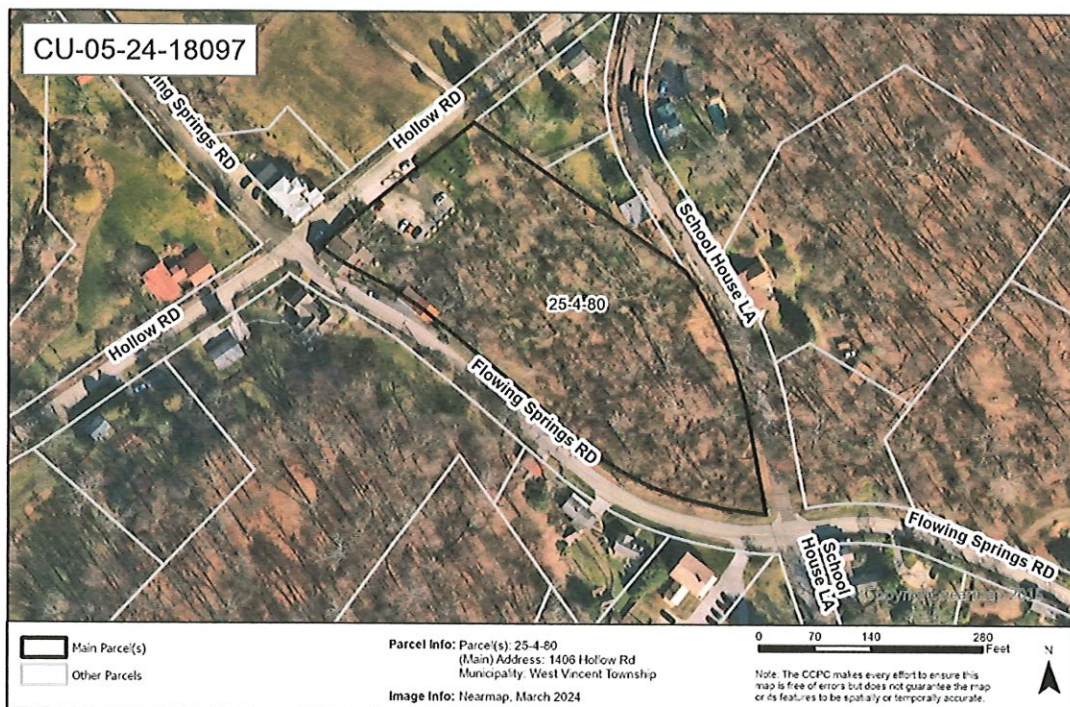 CU-05-24-18097
ing Springs RD
Hollow RD
School House LA
25-4-80
Hollow RD
Flowing Springs RD
Flowing Springs RD
School
House LA
Main Parcel(s)
Other Parcels
Parcel Info: Parcel(s): 25-4-80
(Main) Address: 1406 Hollow Rd
Municipality: West Vincent Township
Image Info: Nearmap, March 2024
0 70 140 280
Feet
Note: The CCPC makes every effort to ensure this
map is free of errors but does not guarantee the map
or its features to be spatially or temporally accurate.
N
Copyright nearmap